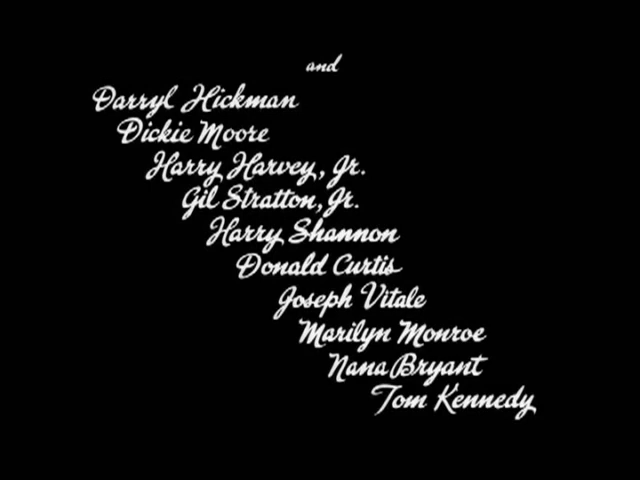 and
Darryl Hickman
Dickie Moore
Harry Harvey, Jr.
Gil Stratton, Jr.
Harry Shannon
Donald Curtis
Joseph Vitale
Marilyn Monroe
Nana Bryant
Tom Kennedy